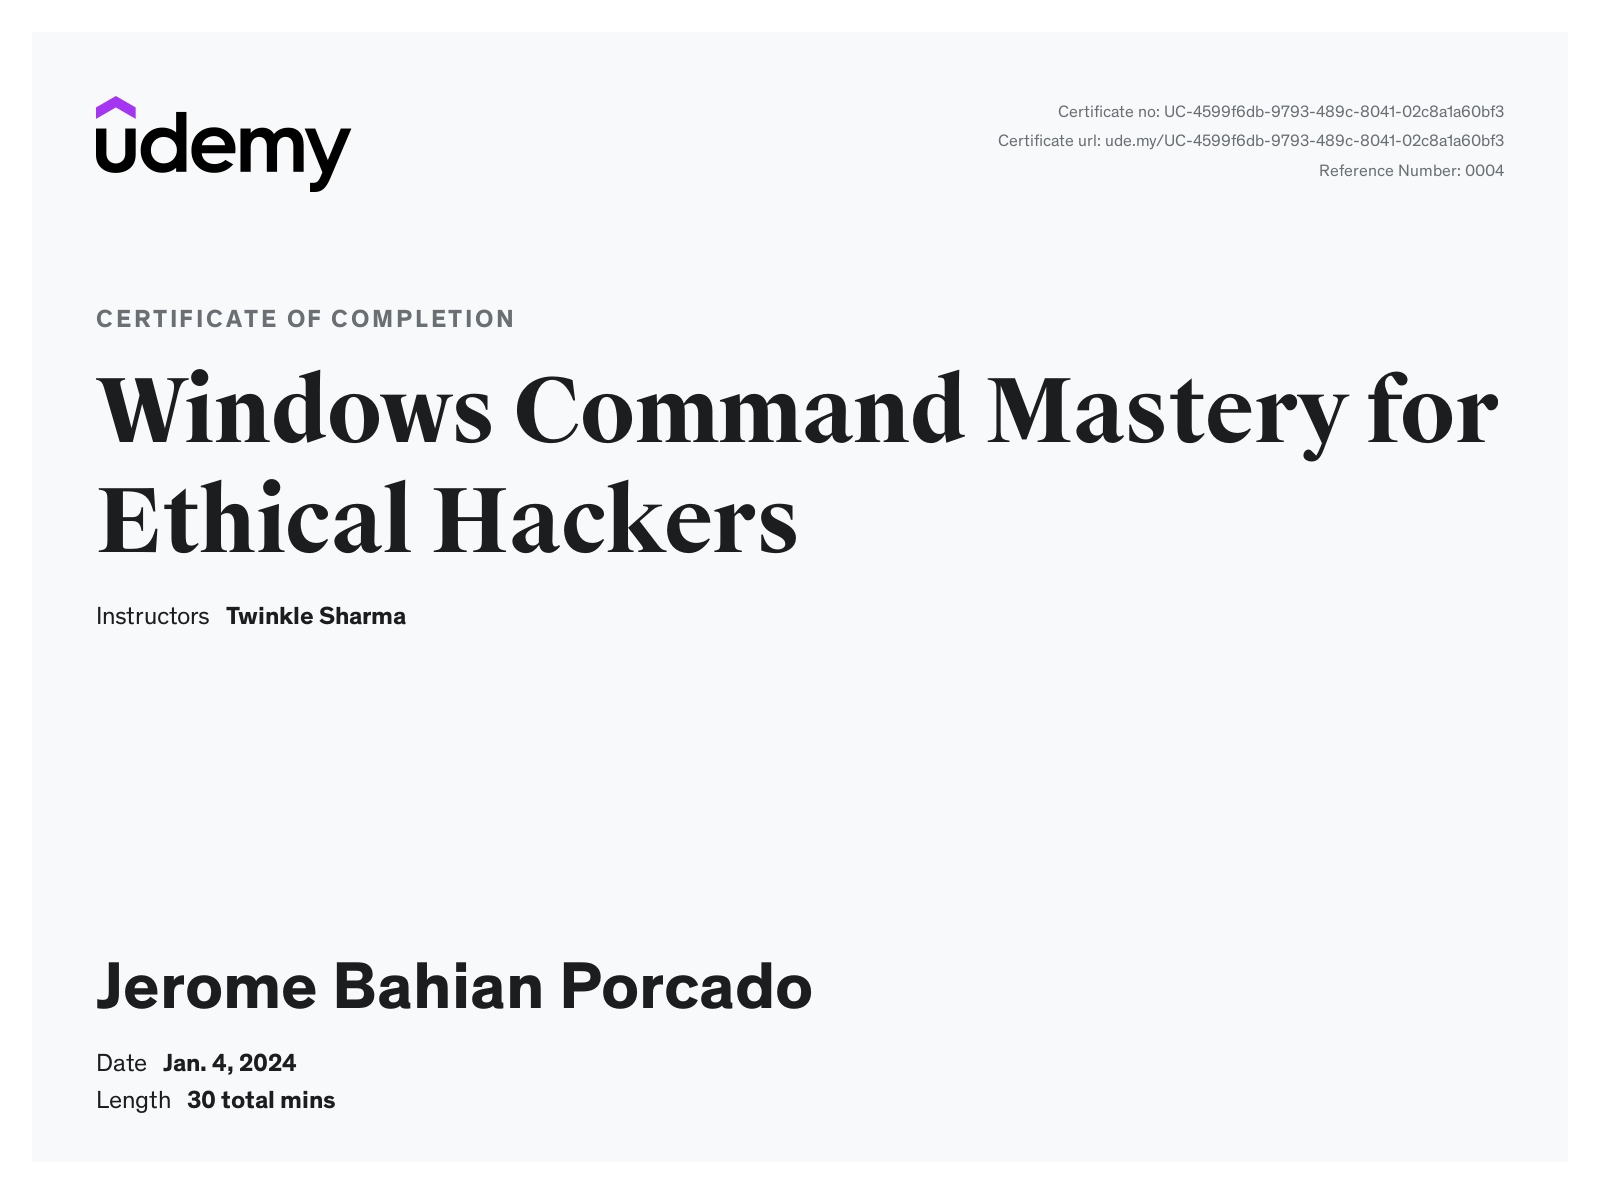 udemy
Certificate no: UC-4599f6db-9793-489c-8041-02c8a1a60bf3
Certificate url: ude.my/UC-4599f6db-9793-489c-8041-02c8a1a60bf3
Reference Number: 0004
CERTIFICATE OF COMPLETION
Windows Command Mastery for
Ethical Hackers
Instructors Twinkle Sharma
Jerome Bahian Porcado
Date Jan. 4, 2024
Length 30 total mins